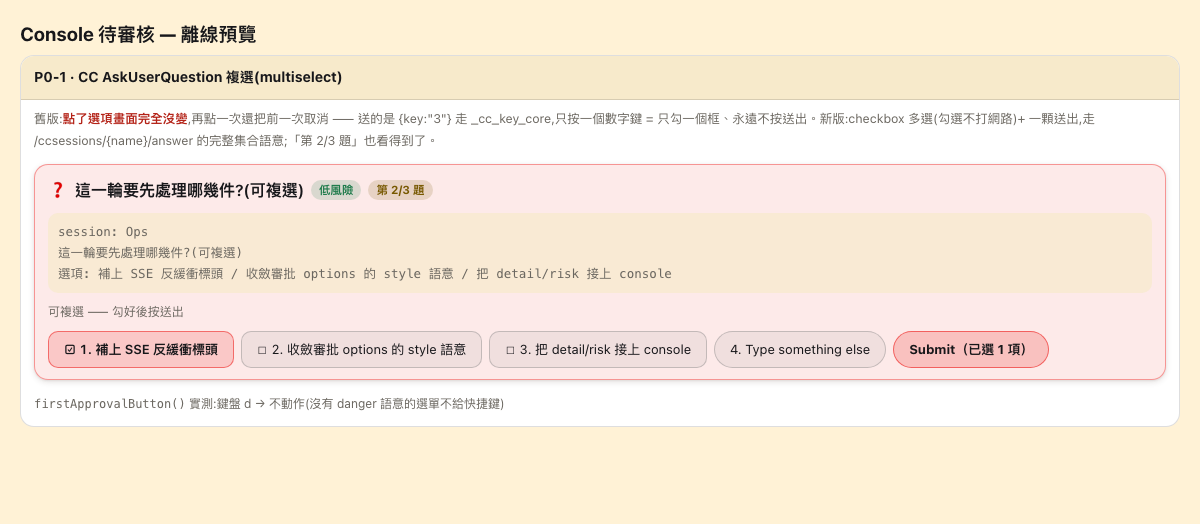 Console 待審核 — 離線預覽
P0-1 · CC AskUserQuestion 複選(multiselect)
舊版:點了選項畫面完全沒變,再點一次還把前一次取消 —— 送的是 {key:"3"} 走 _cc_key_core,只按一個數字鍵 = 只勾一個框、永遠不按送出。新版:checkbox 多選(勾選不打網路)+ 一顆送出,走
/ccsessions/{name}/answer 的完整集合語意;「第 2/3 題」也看得到了。
❓ 這一輪要先處理哪幾件?(可複選) 低風險 第 2/3 題
session: Ops
這一輪要先處理哪幾件?(可複選)
選項: 補上 SSE 反緩衝標頭 / 收斂審批 options 的 style 語意 / 把 detail/risk 接上 console
可複選 —— 勾好後按送出
☑ 1. 補上 SSE 反緩衝標頭 ☐ 2. 收斂審批 options 的 style 語意 ☐ 3. 把 detail/risk 接上 console 4. Type something else Submit（已選 1 項）
firstApprovalButton() 實測:鍵盤 d → 不動作(沒有 danger 語意的選單不給快捷鍵)